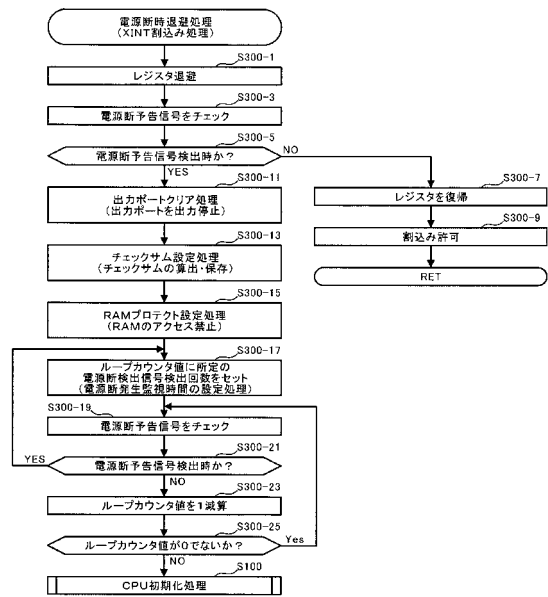 電源断時退避処理
(XINT割込み処理)
S300-1
レジスタ退避
S300-3
電源断予告信号をチェック
S300-5
電源断予告信号検出時か?
NO
YES
S300-7
レジスタを復帰
S300-9
割込み許可
RET
S300-11
出力ポートクリア処理
(出力ポートを出力停止)
S300-13
チェックサム設定処理
(チェックサムの算出・保存)
S300-15
RAMプロテクト設定処理
(RAMのアクセス禁止)
S300-17
ループカウンタ値に所定の
電源断検出信号検出回数をセット
(電源断発生監視時間の設定処理)
S300-19
電源断予告信号をチェック
S300-21
YES
電源断予告信号検出時か?
NO
S300-23
ループカウンタ値を1減算
S300-25
ループカウンタ値が0でないか?
Yes
NO
S100
CPU初期化処理